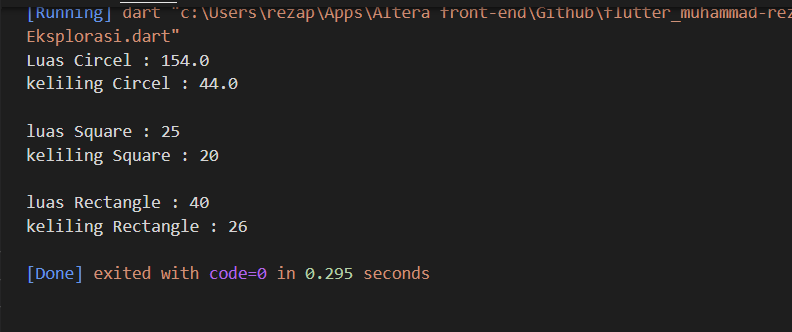 [Running] dart "c:\Users\rezap\Apps\Altera front-end\Github\flutter_muhammad-rez
Eksplorasi.dart"
Luas Circel : 154.0
keliling Circel : 44.0
luas Square : 25
keliling Square : 20
luas Rectangle : 40
keliling Rectangle : 26
[Done] exited with code=0 in 0.295 seconds